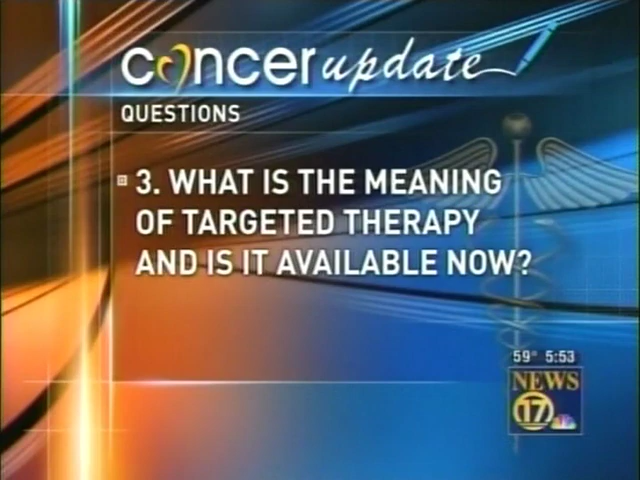 cancer update
QUESTIONS
3. WHAT IS THE MEANING
OF TARGETED THERAPY
AND IS IT AVAILABLE NOW?
59° 5:53
NEWS
17